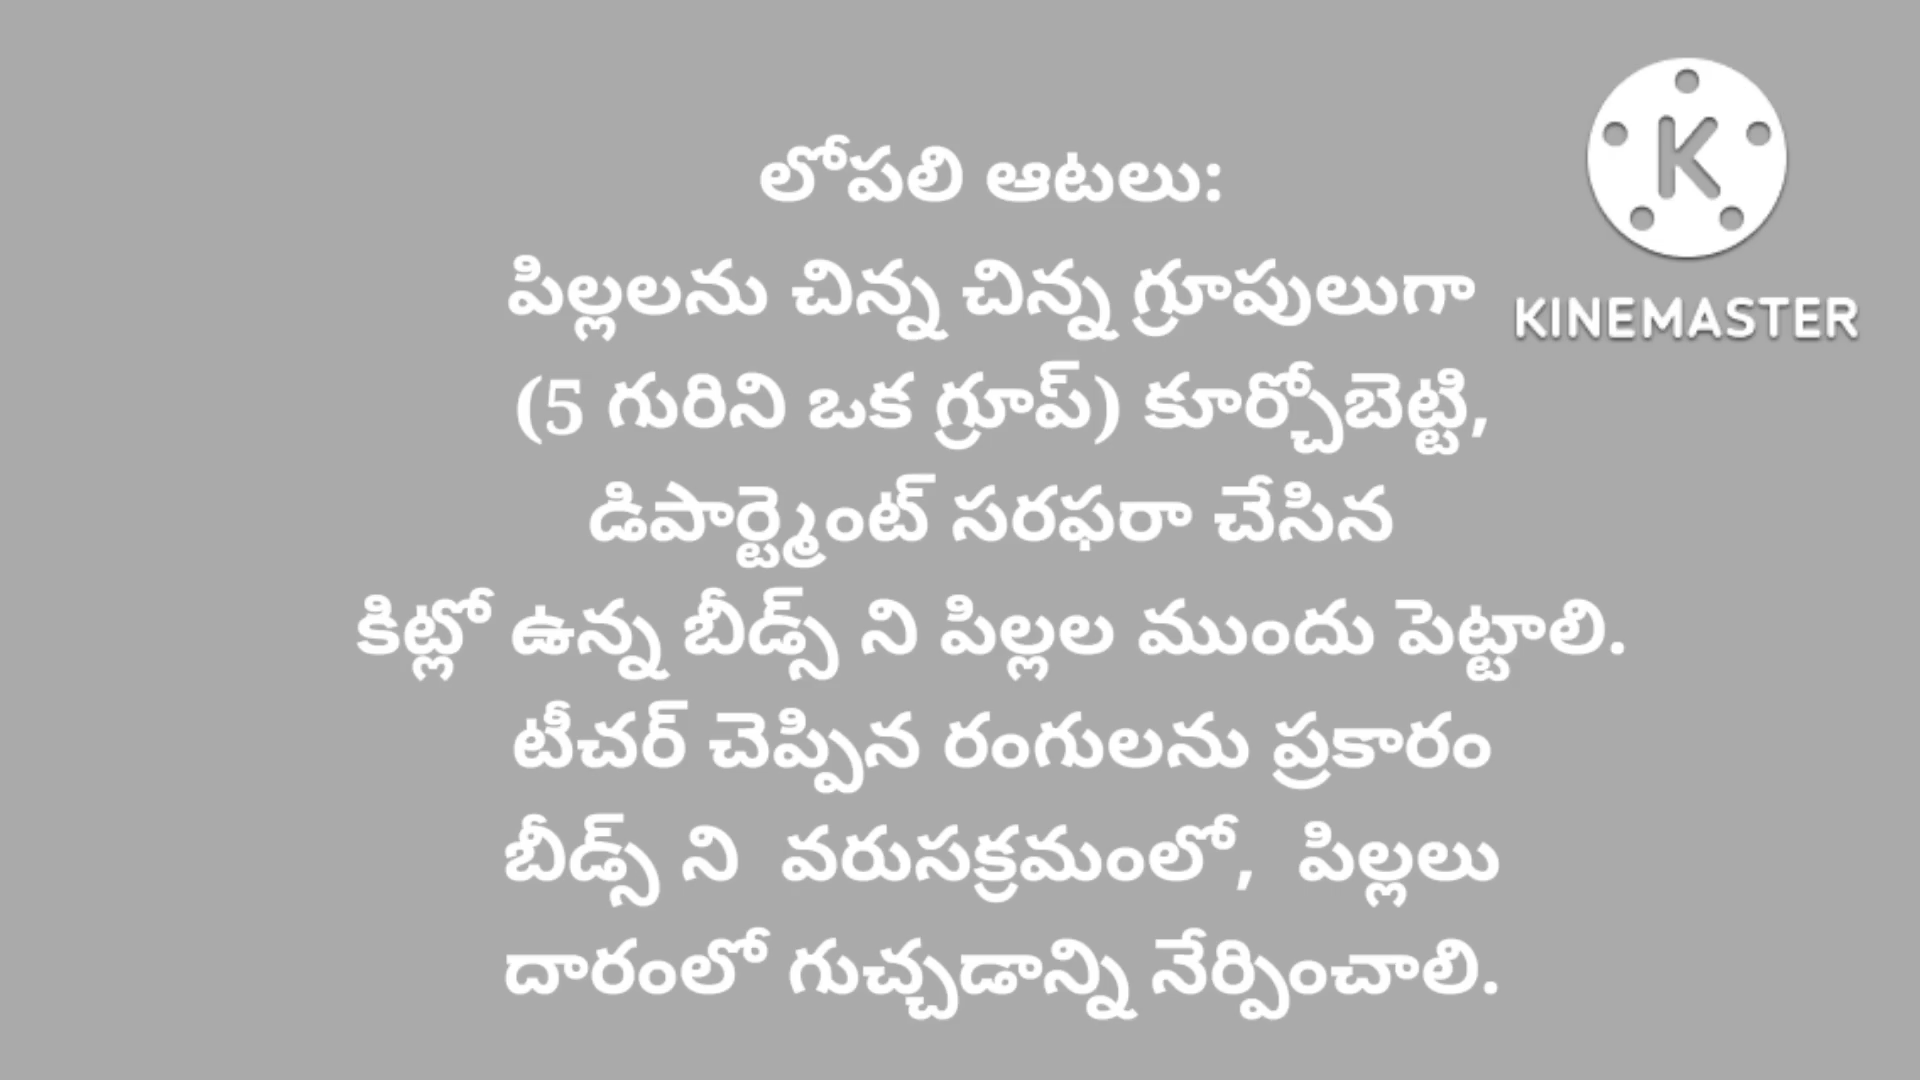 లోపలి ఆటలు:
పిల్లలను చిన్న చిన్న గ్రూపులుగా
(5 గురిని ఒక గ్రూప్) కూర్చోబెట్టి,
డిపార్ట్మెంట్ సరఫరా చేసిన
కిట్లో ఉన్న బీడ్స్ ని పిల్లల ముందు పెట్టాలి.
టీచర్ చెప్పిన రంగులను ప్రకారం
బీడ్స్ ని వరుసక్రమంలో, పిల్లలు
దారంలో గుచ్చడాన్ని నేర్పించాలి.
K
KINEMASTER